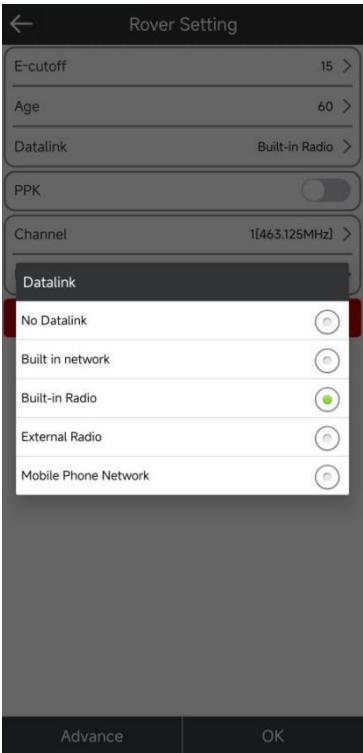 Rover Setting
E-cutoff 15
Age 60
Datalink Built-in Radio
PPK
Channel 1[463.125MHz]
Datalink
No Datalink
Built in network
Built-in Radio
External Radio
Mobile Phone Network
Advance OK